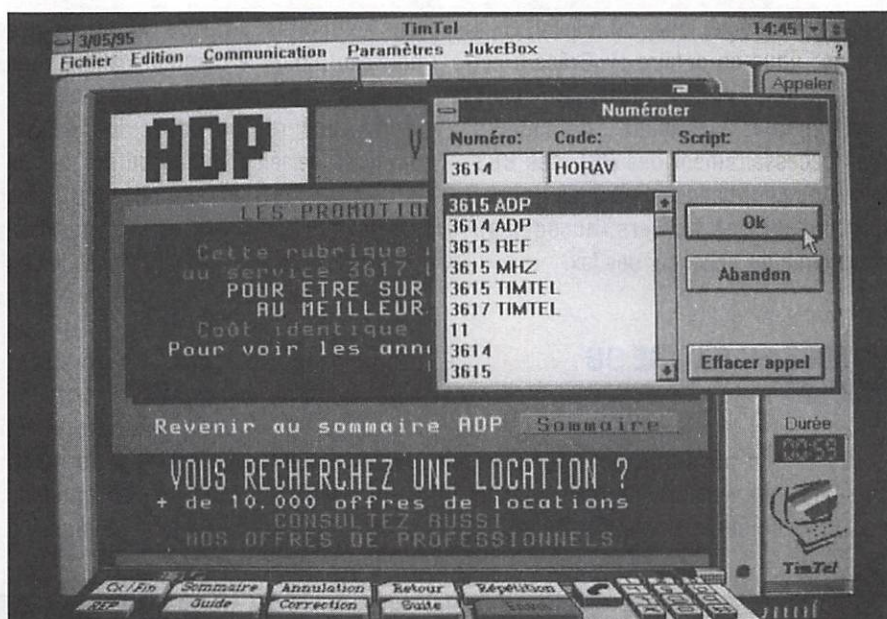 3/05/95 TimTel 14:45
Fichier Edition Communication Paramètres JukeBox ?
Appeler
Numéroter
Numéro: Code: Script:
3614 HORAV
3615 ADP
3614 ADP
3615 REF
3615 MHZ
3615 TIMTEL
3617 TIMTEL
11
3614
3615
Ok
Abandon
Effacer appel
ADP V
LES PROMOTIO
Cette rubrique
au service 3617
POUR ETRE SUR
AU MEILLEUR
Coût identique
Pour voir les ann
Revenir au sommaire ADP Sommaire
VOUS RECHERCHEZ UNE LOCATION ?
+ de 10.000 offres de locations
CONSULTEZ AUSSI
NOS OFFRES DE PROFESSIONNELS
Durée
00:59
TimTel
Cx/Fin Sommaire Annulation Retour Répétition
REP Guide Correction Suite